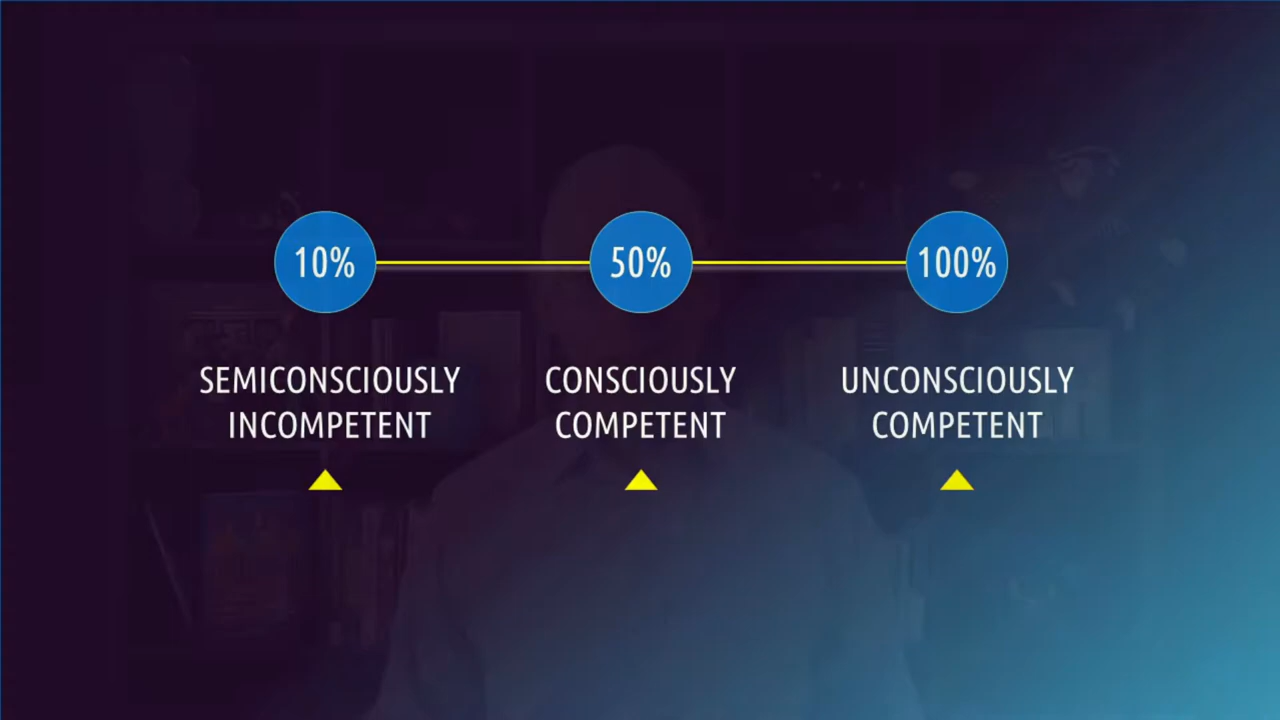 10%
50%
100%
SEMICONSCIOUSLY
INCOMPETENT
CONSCIOUSLY
COMPETENT
UNCONSCIOUSLY
COMPETENT